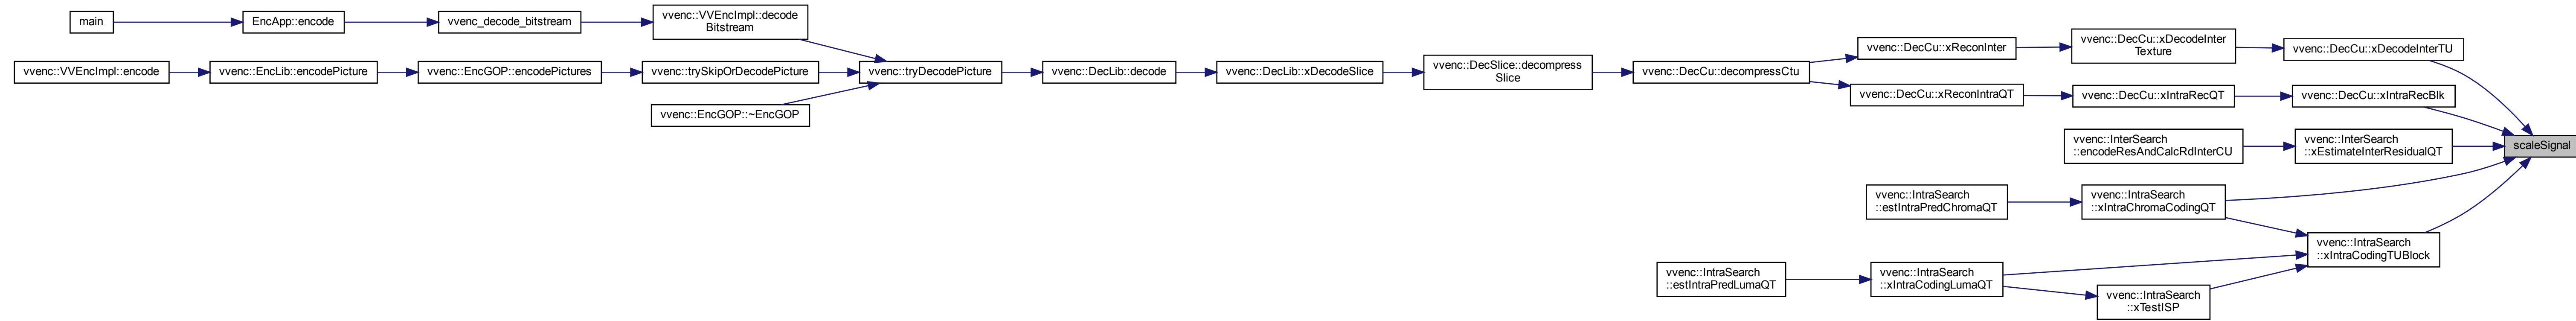 main
EncApp::encode
vvenc_decode_bitstream
vvenc::VVEncImpl::decode
Bitstream
vvenc::VVEncImpl::encode
vvenc::EncLib::encodePicture
vvenc::EncGOP::encodePictures
vvenc::trySkipOrDecodePicture
vvenc::EncGOP::~EncGOP
vvenc::tryDecodePicture
vvenc::DecLib::decode
vvenc::DecLib::xDecodeSlice
vvenc::DecSlice::decompress
Slice
vvenc::DecCu::decompressCtu
vvenc::DecCu::xReconInter
vvenc::DecCu::xDecodeInter
Texture
vvenc::DecCu::xDecodeInterTU
vvenc::DecCu::xReconIntraQT
vvenc::DecCu::xIntraRecQT
vvenc::DecCu::xIntraRecBlk
vvenc::InterSearch
::encodeResAndCalcRdInterCU
vvenc::InterSearch
::xEstimateInterResidualQT
scaleSignal
vvenc::IntraSearch
::estIntraPredChromaQT
vvenc::IntraSearch
::xIntraChromaCodingQT
vvenc::IntraSearch
::xIntraCodingTUBlock
vvenc::IntraSearch
::estIntraPredLumaQT
vvenc::IntraSearch
::xIntraCodingLumaQT
vvenc::IntraSearch
::xTestISP